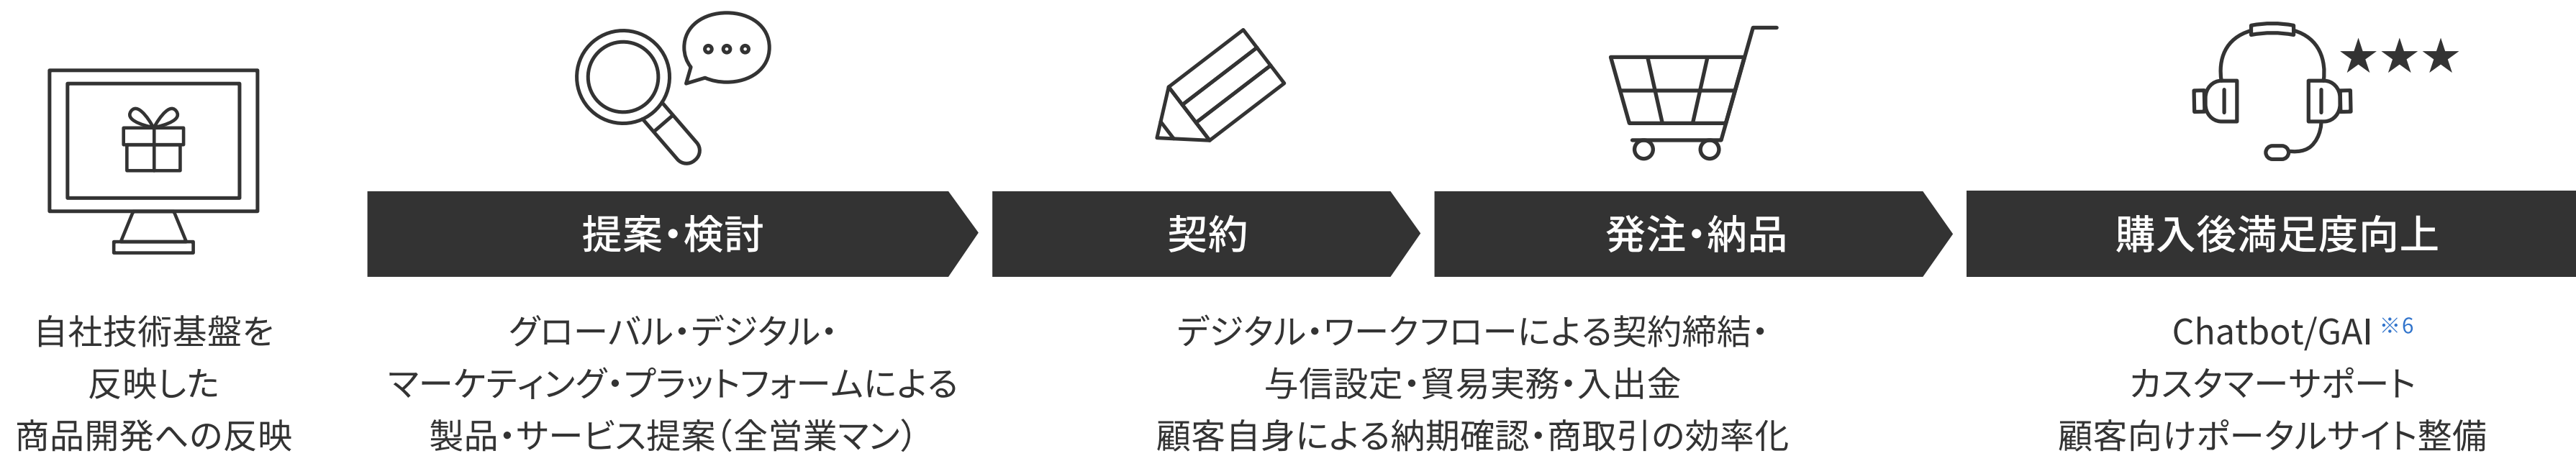 提案・検討
契約
発注・納品
購入後満足度向上
自社技術基盤を
反映した
商品開発への反映
グローバル・デジタル・
マーケティング・プラットフォームによる
製品・サービス提案（全営業マン）
デジタル・ワークフローによる契約締結・
与信設定・貿易実務・入出金
顧客自身による納期確認・商取引の効率化
Chatbot/GAI ※6
カスタマーサポート
顧客向けポータルサイト整備